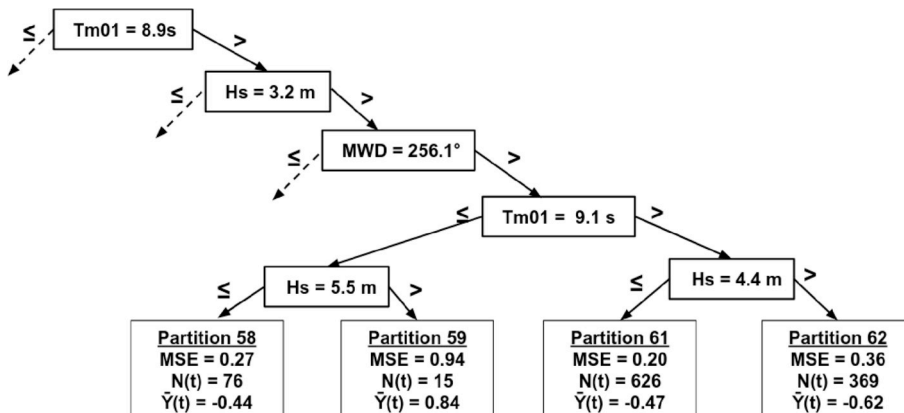 ≤
Tm01 = 8.9s
>
≤
Hs = 3.2 m
>
≤
MWD = 256.1°
>
≤
Tm01 = 9.1 s
>
≤
Hs = 5.5 m
>
≤
Hs = 4.4 m
>
Partition 58
MSE = 0.27
N(t) = 76
Ȳ(t) = -0.44
Partition 59
MSE = 0.94
N(t) = 15
Ȳ(t) = 0.84
Partition 61
MSE = 0.20
N(t) = 626
Ȳ(t) = -0.47
Partition 62
MSE = 0.36
N(t) = 369
Ȳ(t) = -0.62